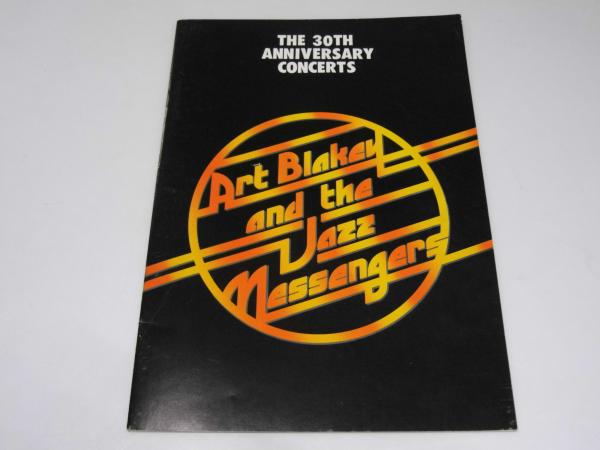 THE 30TH
ANNIVERSARY
CONCERTS
Art Blakey
and the
Jazz
Messengers